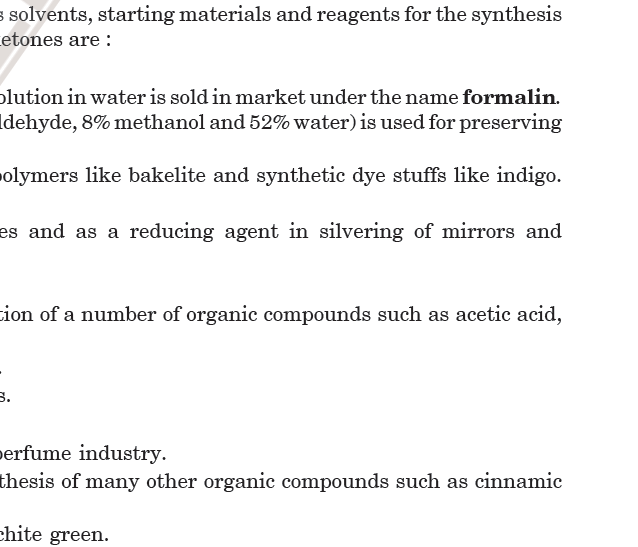 s solvents, starting materials and reagents for the synthesis
etones are :
olution in water is sold in market under the name formalin.
ldehyde, 8% methanol and 52% water) is used for preserving
polymers like bakelite and synthetic dye stuffs like indigo.
es and as a reducing agent in silvering of mirrors and
tion of a number of organic compounds such as acetic acid,
.
s.
perfume industry.
thesis of many other organic compounds such as cinnamic
chite green.